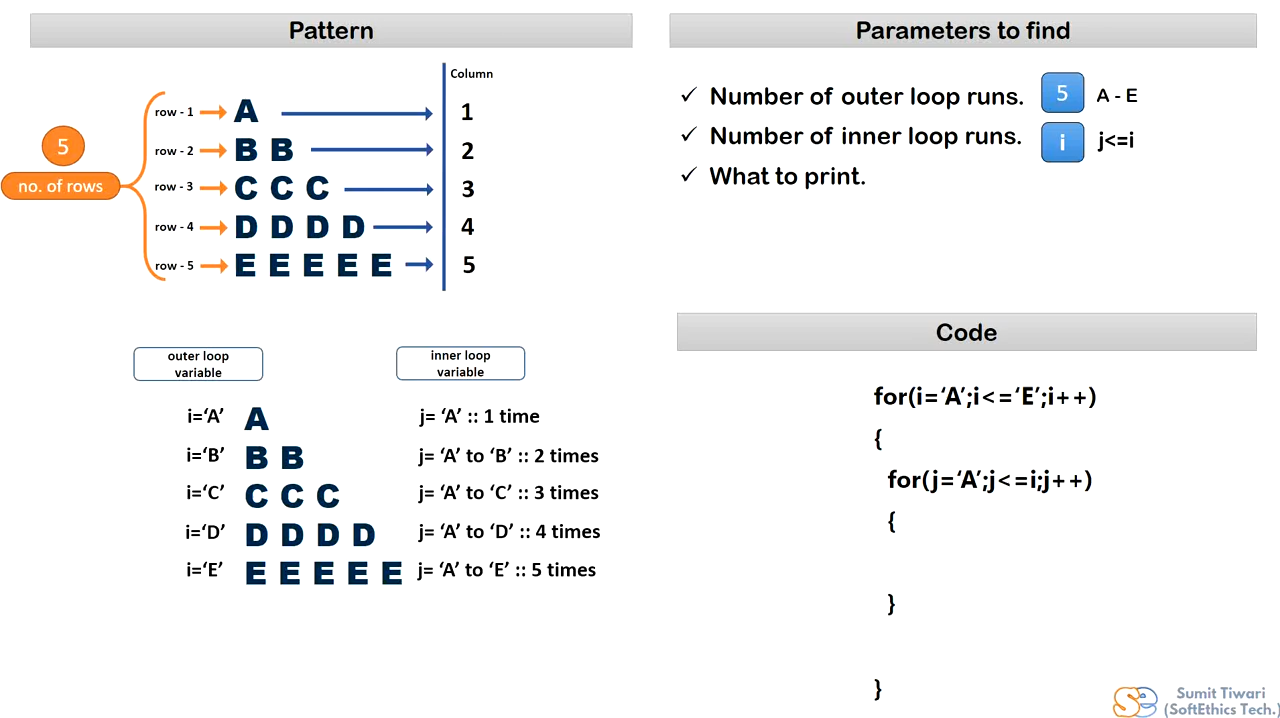 Pattern
Column
5
no. of rows
row - 1 A 1
row - 2 B B 2
row - 3 C C C 3
row - 4 D D D D 4
row - 5 E E E E E 5
outer loop
variable
inner loop
variable
i=‘A’ A j= ‘A’ :: 1 time
i=‘B’ B B j= ‘A’ to ‘B’ :: 2 times
i=‘C’ C C C j= ‘A’ to ‘C’ :: 3 times
i=‘D’ D D D D j= ‘A’ to ‘D’ :: 4 times
i=‘E’ E E E E E j= ‘A’ to ‘E’ :: 5 times
Parameters to find
✓ Number of outer loop runs. 5 A - E
✓ Number of inner loop runs. i j<=i
✓ What to print.
Code
for(i=‘A’;i<=‘E’;i++)
{
for(j=‘A’;j<=i;j++)
{
}
}
Sumit Tiwari
(SoftEthics Tech.)